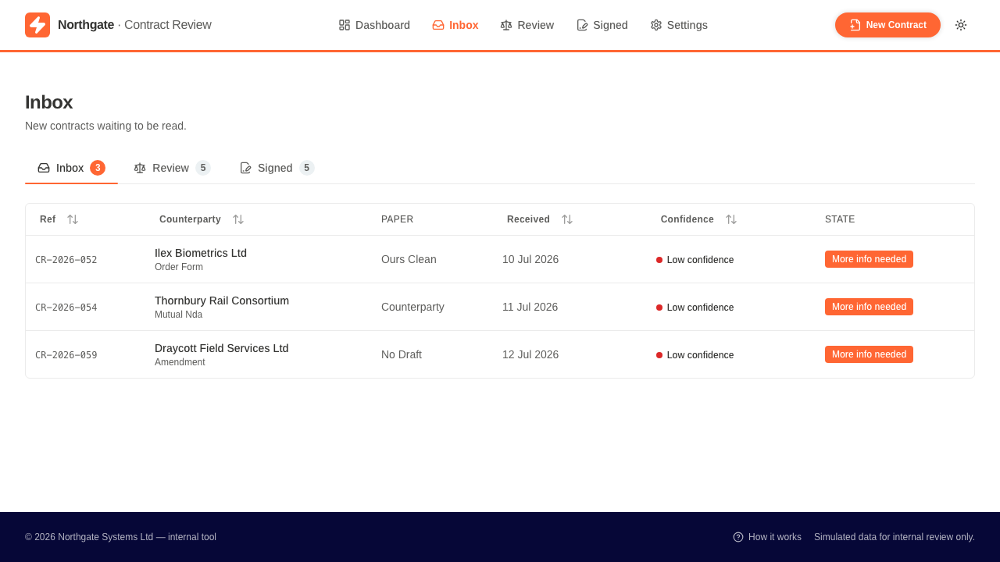 Northgate · Contract Review
Dashboard
Inbox
Review
Signed
Settings
New Contract
Inbox
New contracts waiting to be read.
Inbox 3
Review 5
Signed 5
Ref Counterparty PAPER Received Confidence STATE
CR–2026–052 Ilex Biometrics Ltd Order Form Ours Clean 10 Jul 2026 Low confidence More info needed
CR–2026–054 Thornbury Rail Consortium Mutual Nda Counterparty 11 Jul 2026 Low confidence More info needed
CR–2026–059 Draycott Field Services Ltd Amendment No Draft 12 Jul 2026 Low confidence More info needed
© 2026 Northgate Systems Ltd — internal tool
How it works
Simulated data for internal review only.